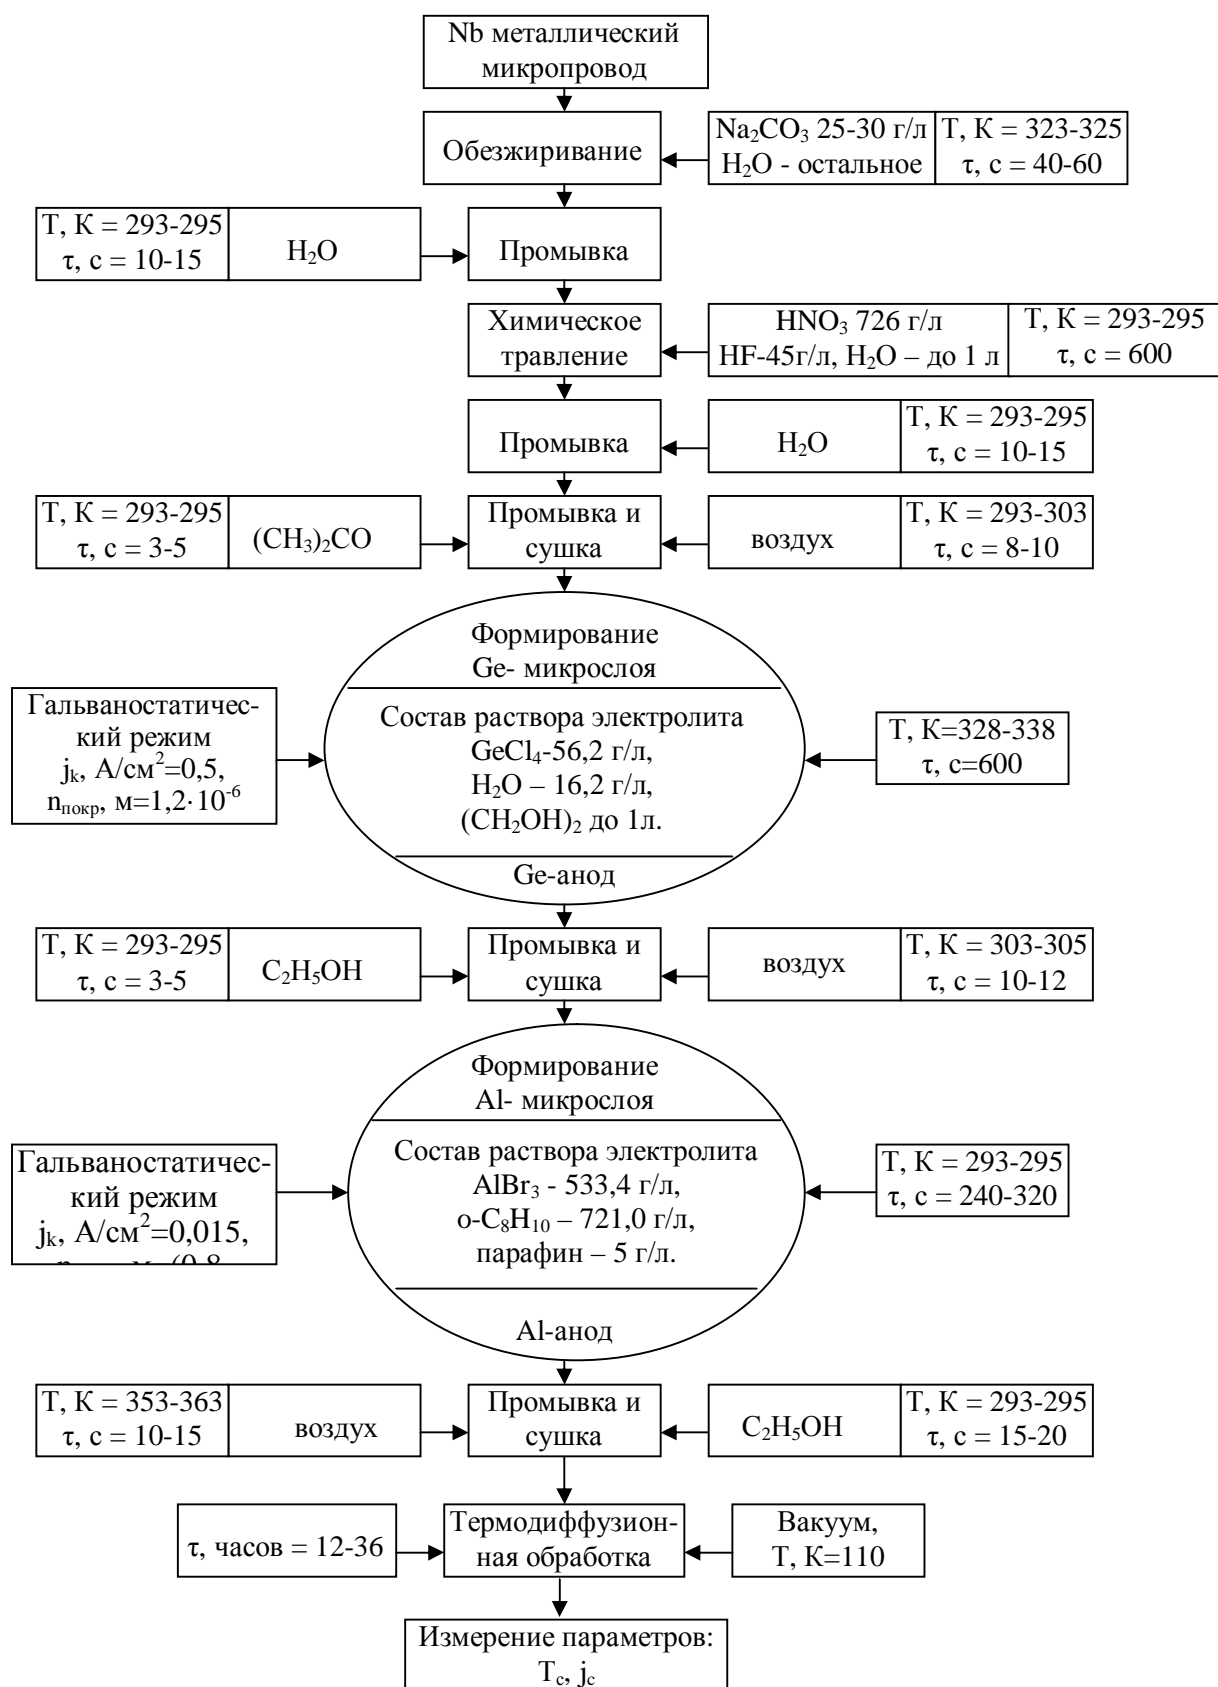 Nb металлический
микропровод
Обезжиривание
Na₂CO₃ 25-30 г/л
H₂O - остальное
T, К = 323-325
τ, с = 40-60
T, К = 293-295
τ, с = 10-15
H₂O
Промывка
Химическое
травление
HNO₃ 726 г/л
HF-45г/л, H₂O – до 1 л
T, К = 293-295
τ, с = 600
Промывка
H₂O
T, К = 293-295
τ, с = 10-15
T, К = 293-295
τ, с = 3-5
(CH₃)₂CO
Промывка и
сушка
воздух
T, К = 293-303
τ, с = 8-10
Формирование
Ge- микрослоя
Гальваностатичес-
кий режим
jₖ, А/см²=0,5,
nпокр, м=1,2·10⁻⁶
Состав раствора электролита
GeCl₄-56,2 г/л,
H₂O – 16,2 г/л,
(CH₂OH)₂ до 1л.
Ge-анод
T, К=328-338
τ, с=600
T, К = 293-295
τ, с = 3-5
C₂H₅OH
Промывка и
сушка
воздух
T, К = 303-305
τ, с = 10-12
Формирование
Al- микрослоя
Гальваностатичес-
кий режим
jₖ, А/см²=0,015,
Состав раствора электролита
AlBr₃ - 533,4 г/л,
о-C₈H₁₀ – 721,0 г/л,
парафин – 5 г/л.
Al-анод
T, К = 293-295
τ, с = 240-320
T, К = 353-363
τ, с = 10-15
воздух
Промывка и
сушка
C₂H₅OH
T, К = 293-295
τ, с = 15-20
τ, часов = 12-36
Термодиффузион-
ная обработка
Вакуум,
T, К=110
Измерение параметров:
Tc, jc